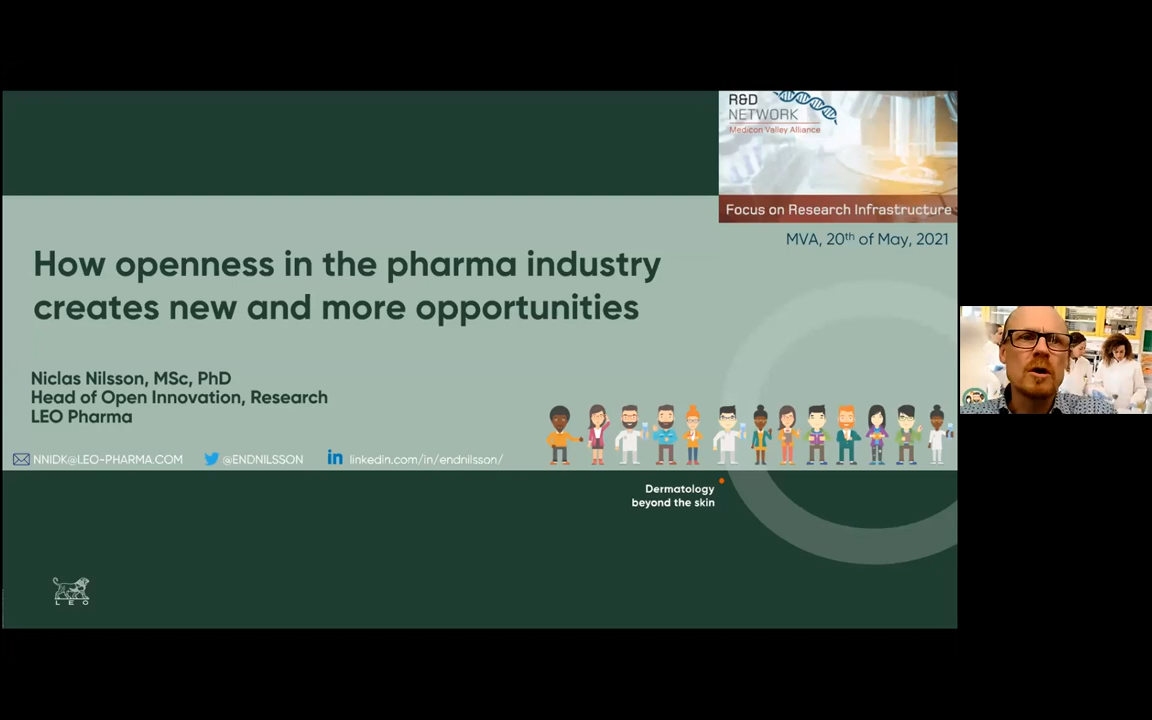 R&D
NETWORK
Medicon Valley Alliance
Focus on Research Infrastructure
MVA, 20th of May, 2021
How openness in the pharma industry
creates new and more opportunities
Niclas Nilsson, MSc, PhD
Head of Open Innovation, Research
LEO Pharma
NNIDK@LEO-PHARMA.COM @ENDNILSSON linkedin.com/in/endnilsson/
Dermatology
beyond the skin
LEO